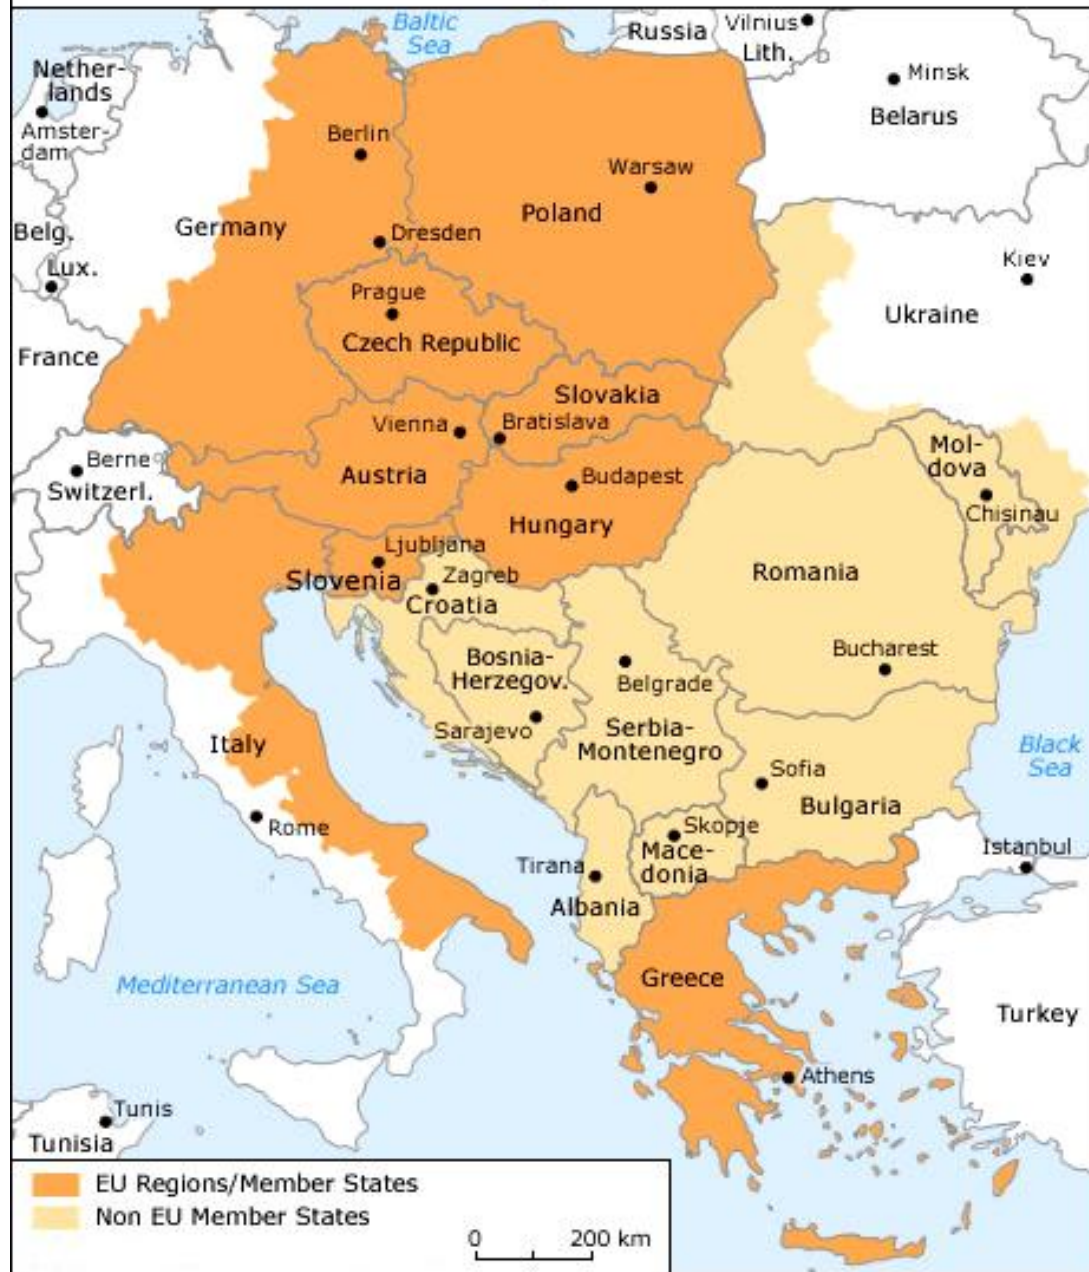 Baltic
Sea
Russia
Vilnius
Lith.
Minsk
Belarus
Nether-
lands
Amster-
dam
Berlin
Warsaw
Poland
Germany
Belg.
Dresden
Lux.
Kiev
Prague
Ukraine
Czech Republic
France
Slovakia
Vienna
Bratislava
Mol-
dova
Berne
Switzerl.
Austria
Budapest
Chisinau
Hungary
Ljubljana
Slovenia
Zagreb
Croatia
Romania
Bosnia-
Herzegov.
Bucharest
Belgrade
Sarajevo
Serbia-
Montenegro
Italy
Black
Sea
Sofia
Bulgaria
Rome
Skopje
Mace-
donia
Istanbul
Tirana
Albania
Mediterranean Sea
Greece
Turkey
Athens
Tunis
Tunisia
EU Regions/Member States
Non EU Member States
0 200 km